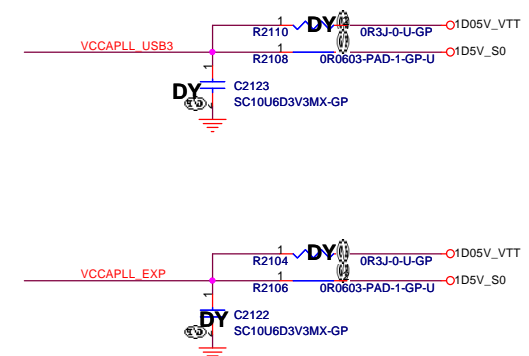 1
DY
1D05V_VTT
R2110
0R3J-0-U-GP
VCCAPLL_USB3
1
1D5V_S0
R2108
0R0603-PAD-1-GP-U
1
DY
C2123
SC10U6D3V3MX-GP
1
DY
1D05V_VTT
R2104
0R3J-0-U-GP
VCCAPLL_EXP
1
1D5V_S0
R2106
0R0603-PAD-1-GP-U
1
DY
C2122
SC10U6D3V3MX-GP